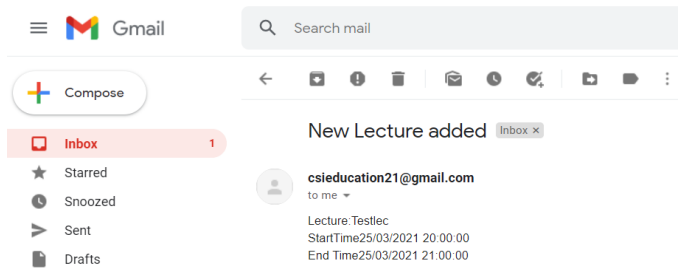 Gmail
Search mail
Compose
Inbox 1
Starred
Snoozed
Sent
Drafts
New Lecture added Inbox ×
csieducation21@gmail.com
to me
Lecture:Testlec
StartTime25/03/2021 20:00:00
End Time25/03/2021 21:00:00